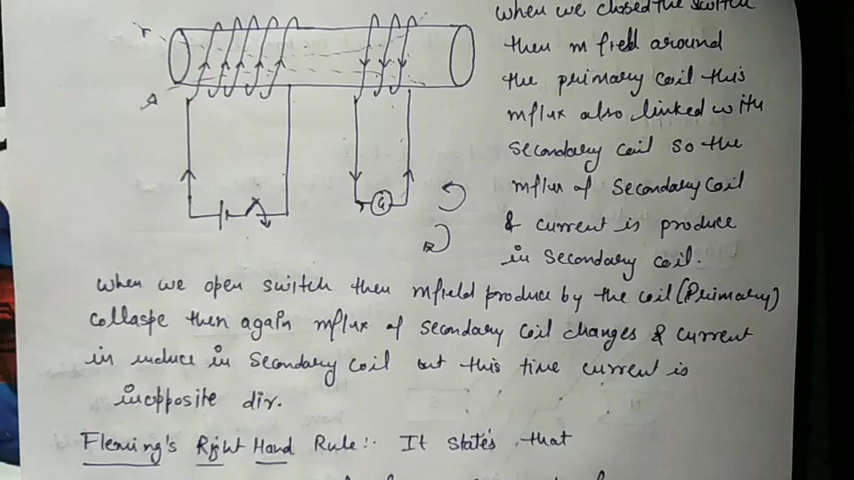 when we closed the switch
then m field around
the primary coil this
mflux also linked with
secondary coil so the
mflux of secondary coil
& current is produce
in secondary coil.
G
when we open switch then mfield produce by the coil (Primary)
collaspe then again mflux of secondary coil changes & current
in induce in secondary coil but this time current is
in opposite dir.
Fleming's Right Hand Rule:- It states that